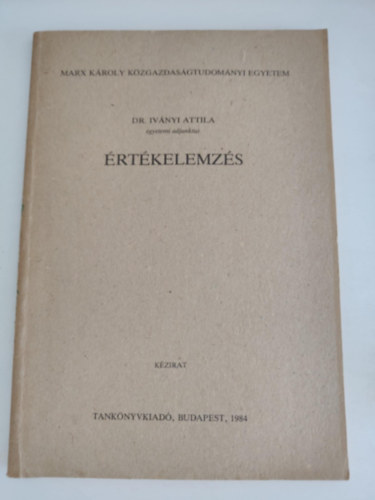 MARX KÁROLY KÖZGAZDASÁGTUDOMÁNYI EGYETEM
DR. IVÁNYI ATTILA
egyetemi adjunktus
ÉRTÉKELEMZÉS
KÉZIRAT
TANKÖNYVKIADÓ, BUDAPEST, 1984